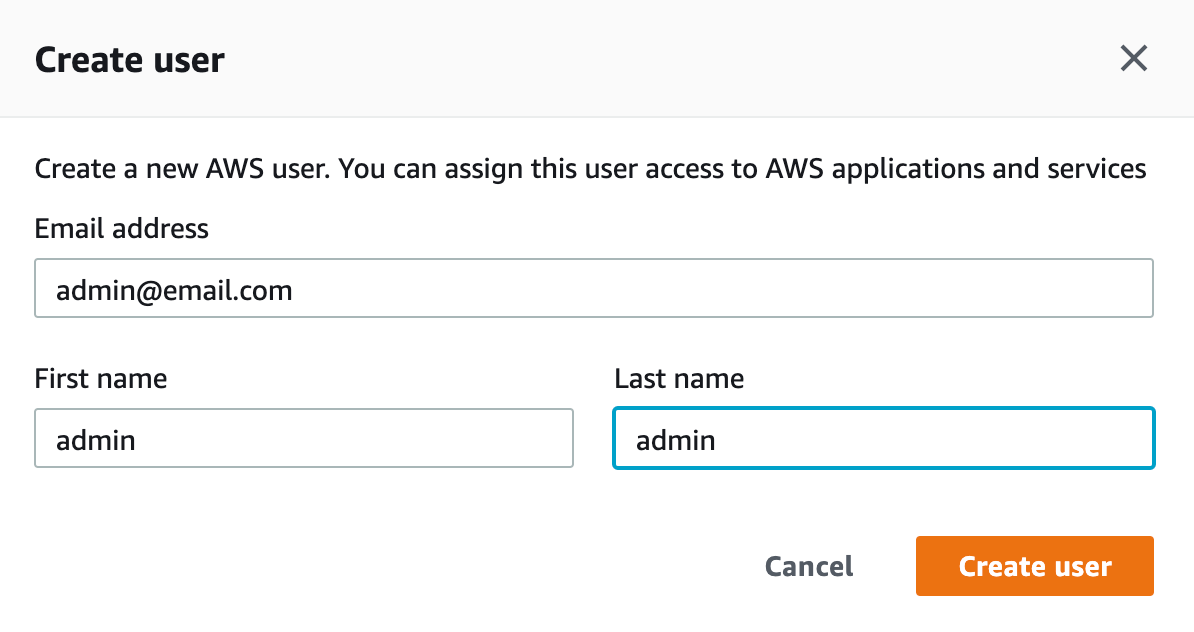 Create user
Create a new AWS user. You can assign this user access to AWS applications and services
Email address
admin@email.com
First name
Last name
admin
admin
Cancel
Create user